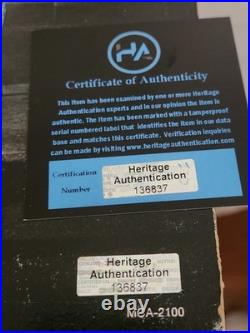 HA
Certificate of Authenticity
This item has been examined by one or more Heritage
Authentication experts and in our opinion the item is
authentic. The Item has been marked with a tamperproof
serial numbered label that identifies the item in our data
base and matches this certificate. Verification inquiries
can be made by visiting www.heritage.authentication.com
Certification
Number
Heritage
Authentication
136837
Heritage
Authentication
136837
MCA-2100